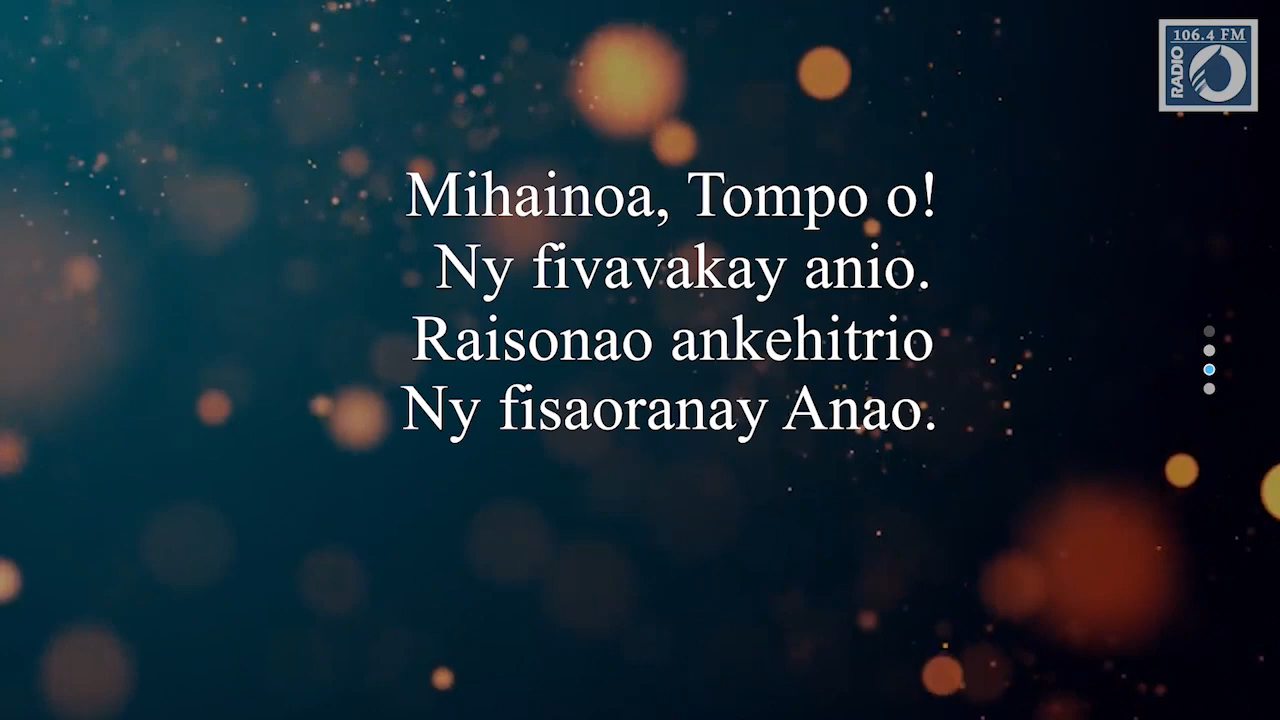 106.4 FM
RADIO
Mihainoa, Tompo o!
Ny fivavakay anio.
Raisonao ankehitrio
Ny fisaoranay Anao.